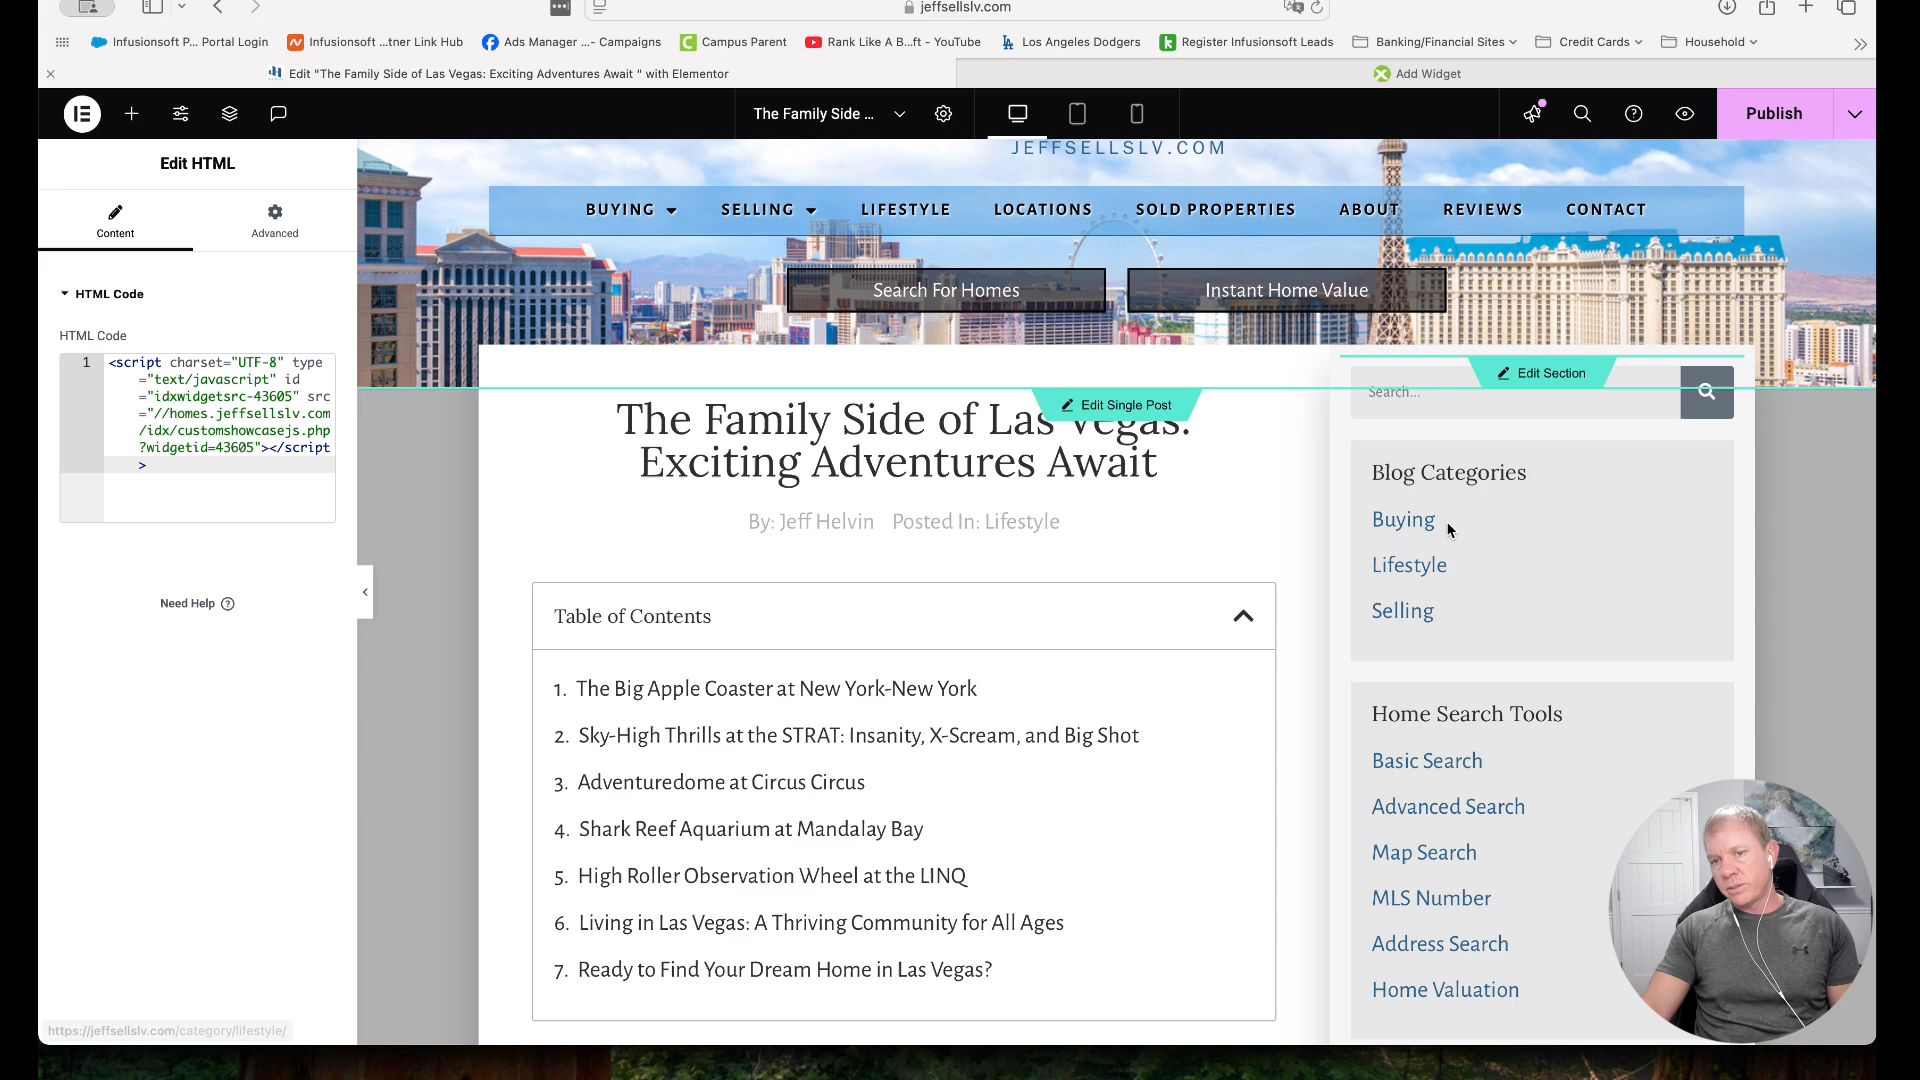 jeffsellslv.com
Infusionsoft P... Portal Login
Infusionsoft ...tner Link Hub
Ads Manager ...- Campaigns
Campus Parent
Rank Like A B...ft - YouTube
Los Angeles Dodgers
Register Infusionsoft Leads
Banking/Financial Sites
Credit Cards
Household
Edit "The Family Side of Las Vegas: Exciting Adventures Await " with Elementor
Add Widget
The Family Side ...
Publish
Edit HTML
Content
Advanced
HTML Code
HTML Code
1
<script charset="UTF-8" type
="text/javascript" id
="idxwidgetsrc-43605" src
="//homes.jeffsellslv.com
/idx/customshowcasejs.php
?widgetid=43605"></script
>
Need Help
https://jeffsellslv.com/category/lifestyle/
JEFFSELLSLV.COM
BUYING
SELLING
LIFESTYLE
LOCATIONS
SOLD PROPERTIES
ABOUT
REVIEWS
CONTACT
Search For Homes
Instant Home Value
Edit Section
Edit Single Post
The Family Side of Las Vegas:
Exciting Adventures Await
By: Jeff Helvin Posted In: Lifestyle
Table of Contents
1. The Big Apple Coaster at New York-New York
2. Sky-High Thrills at the STRAT: Insanity, X-Scream, and Big Shot
3. Adventuredome at Circus Circus
4. Shark Reef Aquarium at Mandalay Bay
5. High Roller Observation Wheel at the LINQ
6. Living in Las Vegas: A Thriving Community for All Ages
7. Ready to Find Your Dream Home in Las Vegas?
Search...
Blog Categories
Buying
Lifestyle
Selling
Home Search Tools
Basic Search
Advanced Search
Map Search
MLS Number
Address Search
Home Valuation